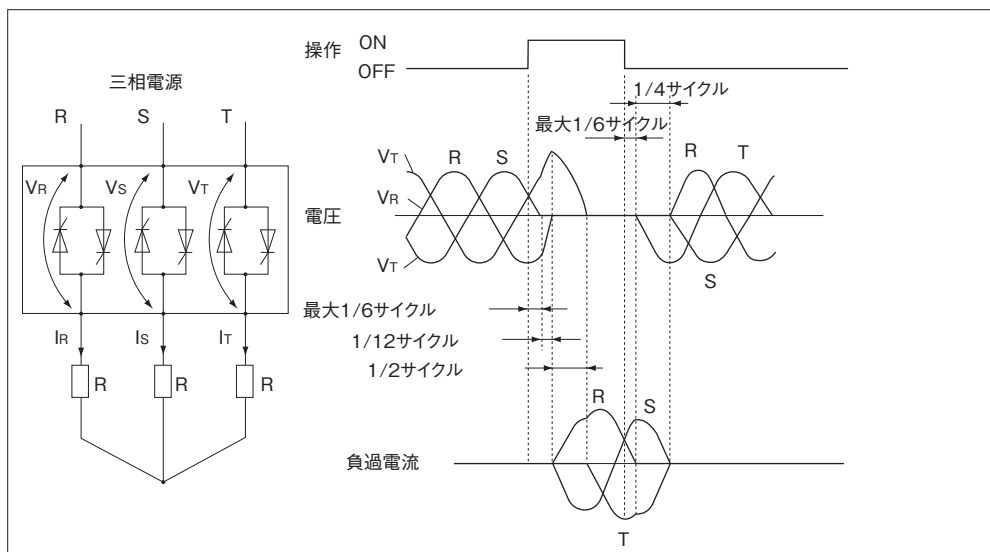 操作
ON
OFF
三相電源
R
S
T
1/4サイクル
最大1/6サイクル
VR
VS
VT
電圧
VT
VR
VT
R
S
R
T
S
最大1/6サイクル
1/12サイクル
1/2サイクル
IR
IS
IT
R
R
R
負過電流
R
S
T